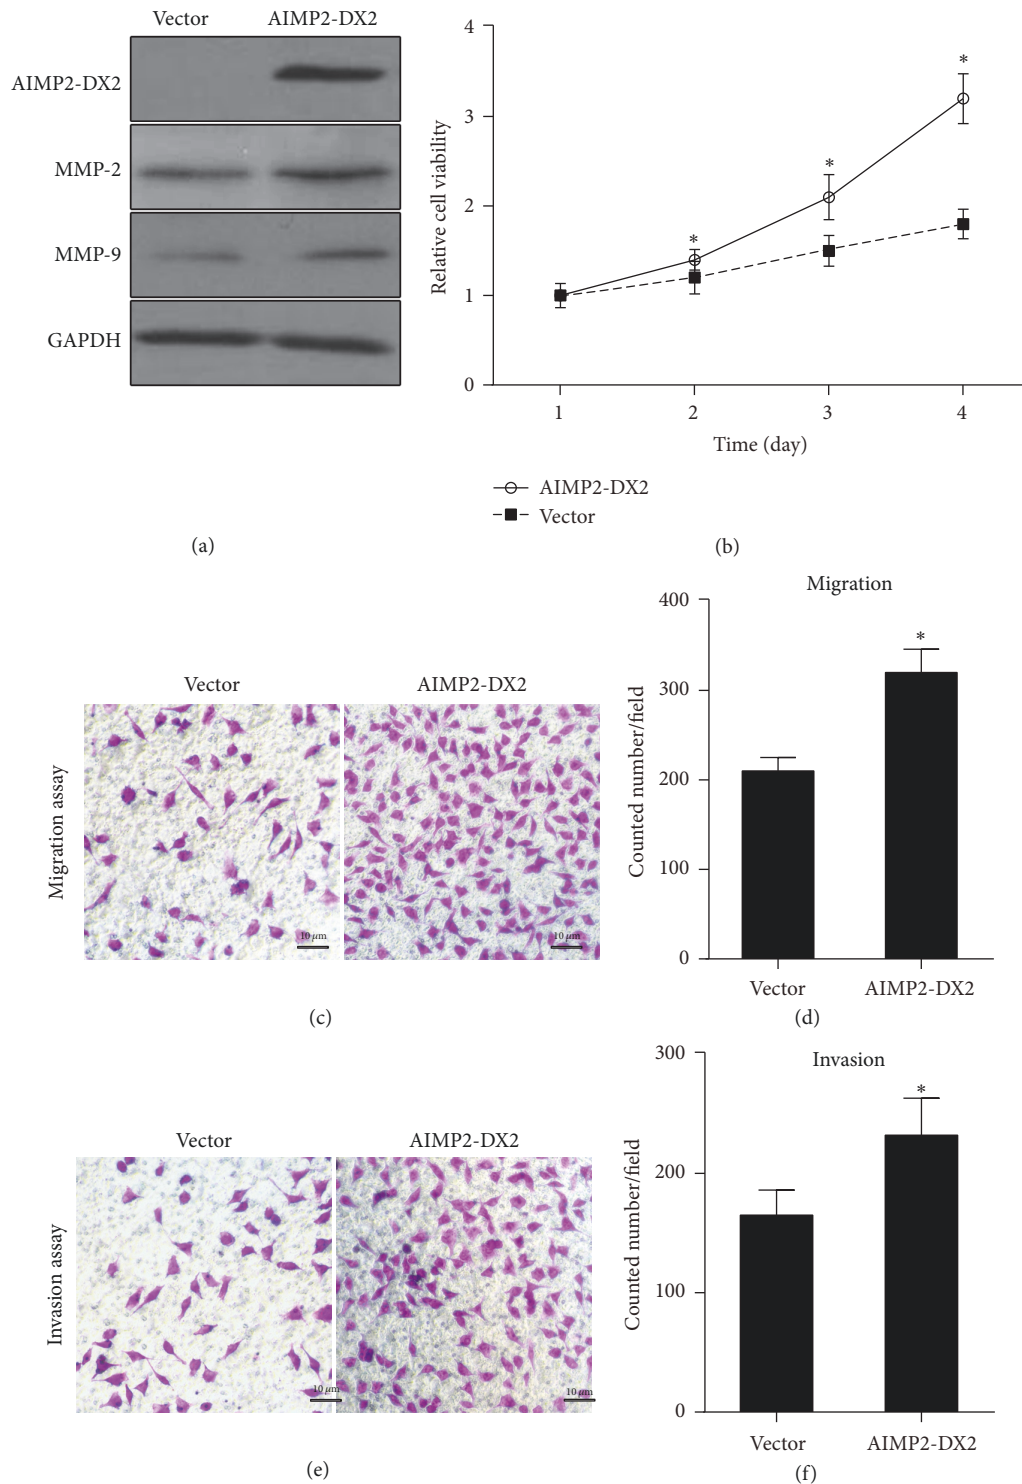 Vector AIMP2-DX2
AIMP2-DX2
MMP-2
MMP-9
GAPDH
(a)
4
3
2
1
0
Relative cell viability
* * *
1 2 3 4
Time (day)
AIMP2-DX2
Vector
(b)
Vector AIMP2-DX2
Migration assay
10 μm 10 μm
(c)
Migration
400
300
200
100
0
Counted number/field
*
Vector AIMP2-DX2
(d)
Vector AIMP2-DX2
Invasion assay
10 μm 10 μm
(e)
Invasion
300
200
100
0
Counted number/field
*
Vector AIMP2-DX2
(f)